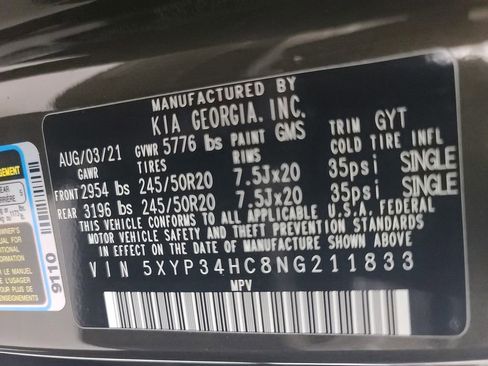 MANUFACTURED BY
KIA GEORGIA. INC.
AUG/03/21 GVWR 5776 lbs PAINT GMS TRIM GYT
GAWR TIRES RIMS COLD TIRE INFL
FRONT 2954 lbs 245/50R20 7.5Jx20 35psi SINGLE
REAR 3196 lbs 245/50R20 7.5Jx20 35psi SINGLE
THIS VEHICLE CONFORMS TO ALL APPLICABLE U.S.A. FEDERAL
MOTOR VEHICLE SAFETY AND THEFT PREVENTION STANDARDS
IN EFFECT ON THE DATE OF MANUFACTURE SHOWN ABOVE.
VIN 5XYP34HC8NG211833
MPV
9110